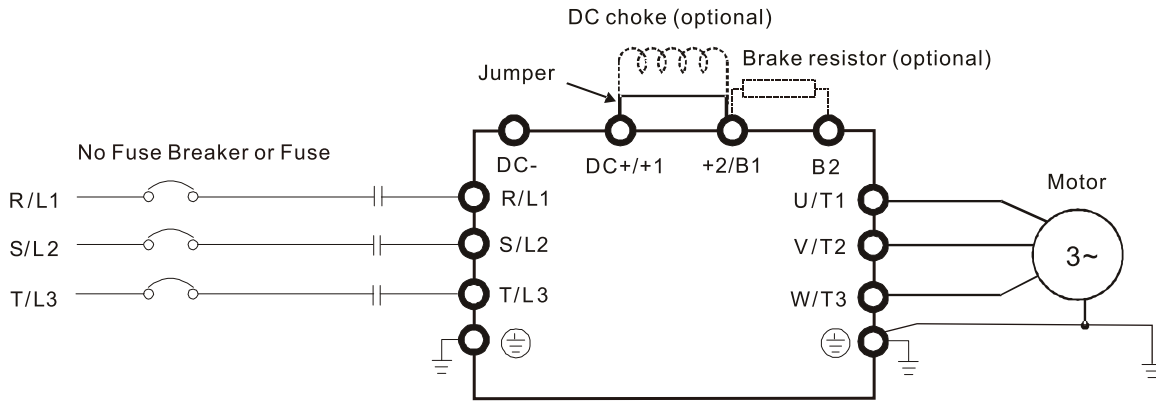 DC choke (optional)
Jumper
Brake resistor (optional)
No Fuse Breaker or Fuse
DC-
DC+/+1
+2/B1
B2
Motor
R/L1
R/L1
U/T1
S/L2
S/L2
V/T2
3~
T/L3
T/L3
W/T3